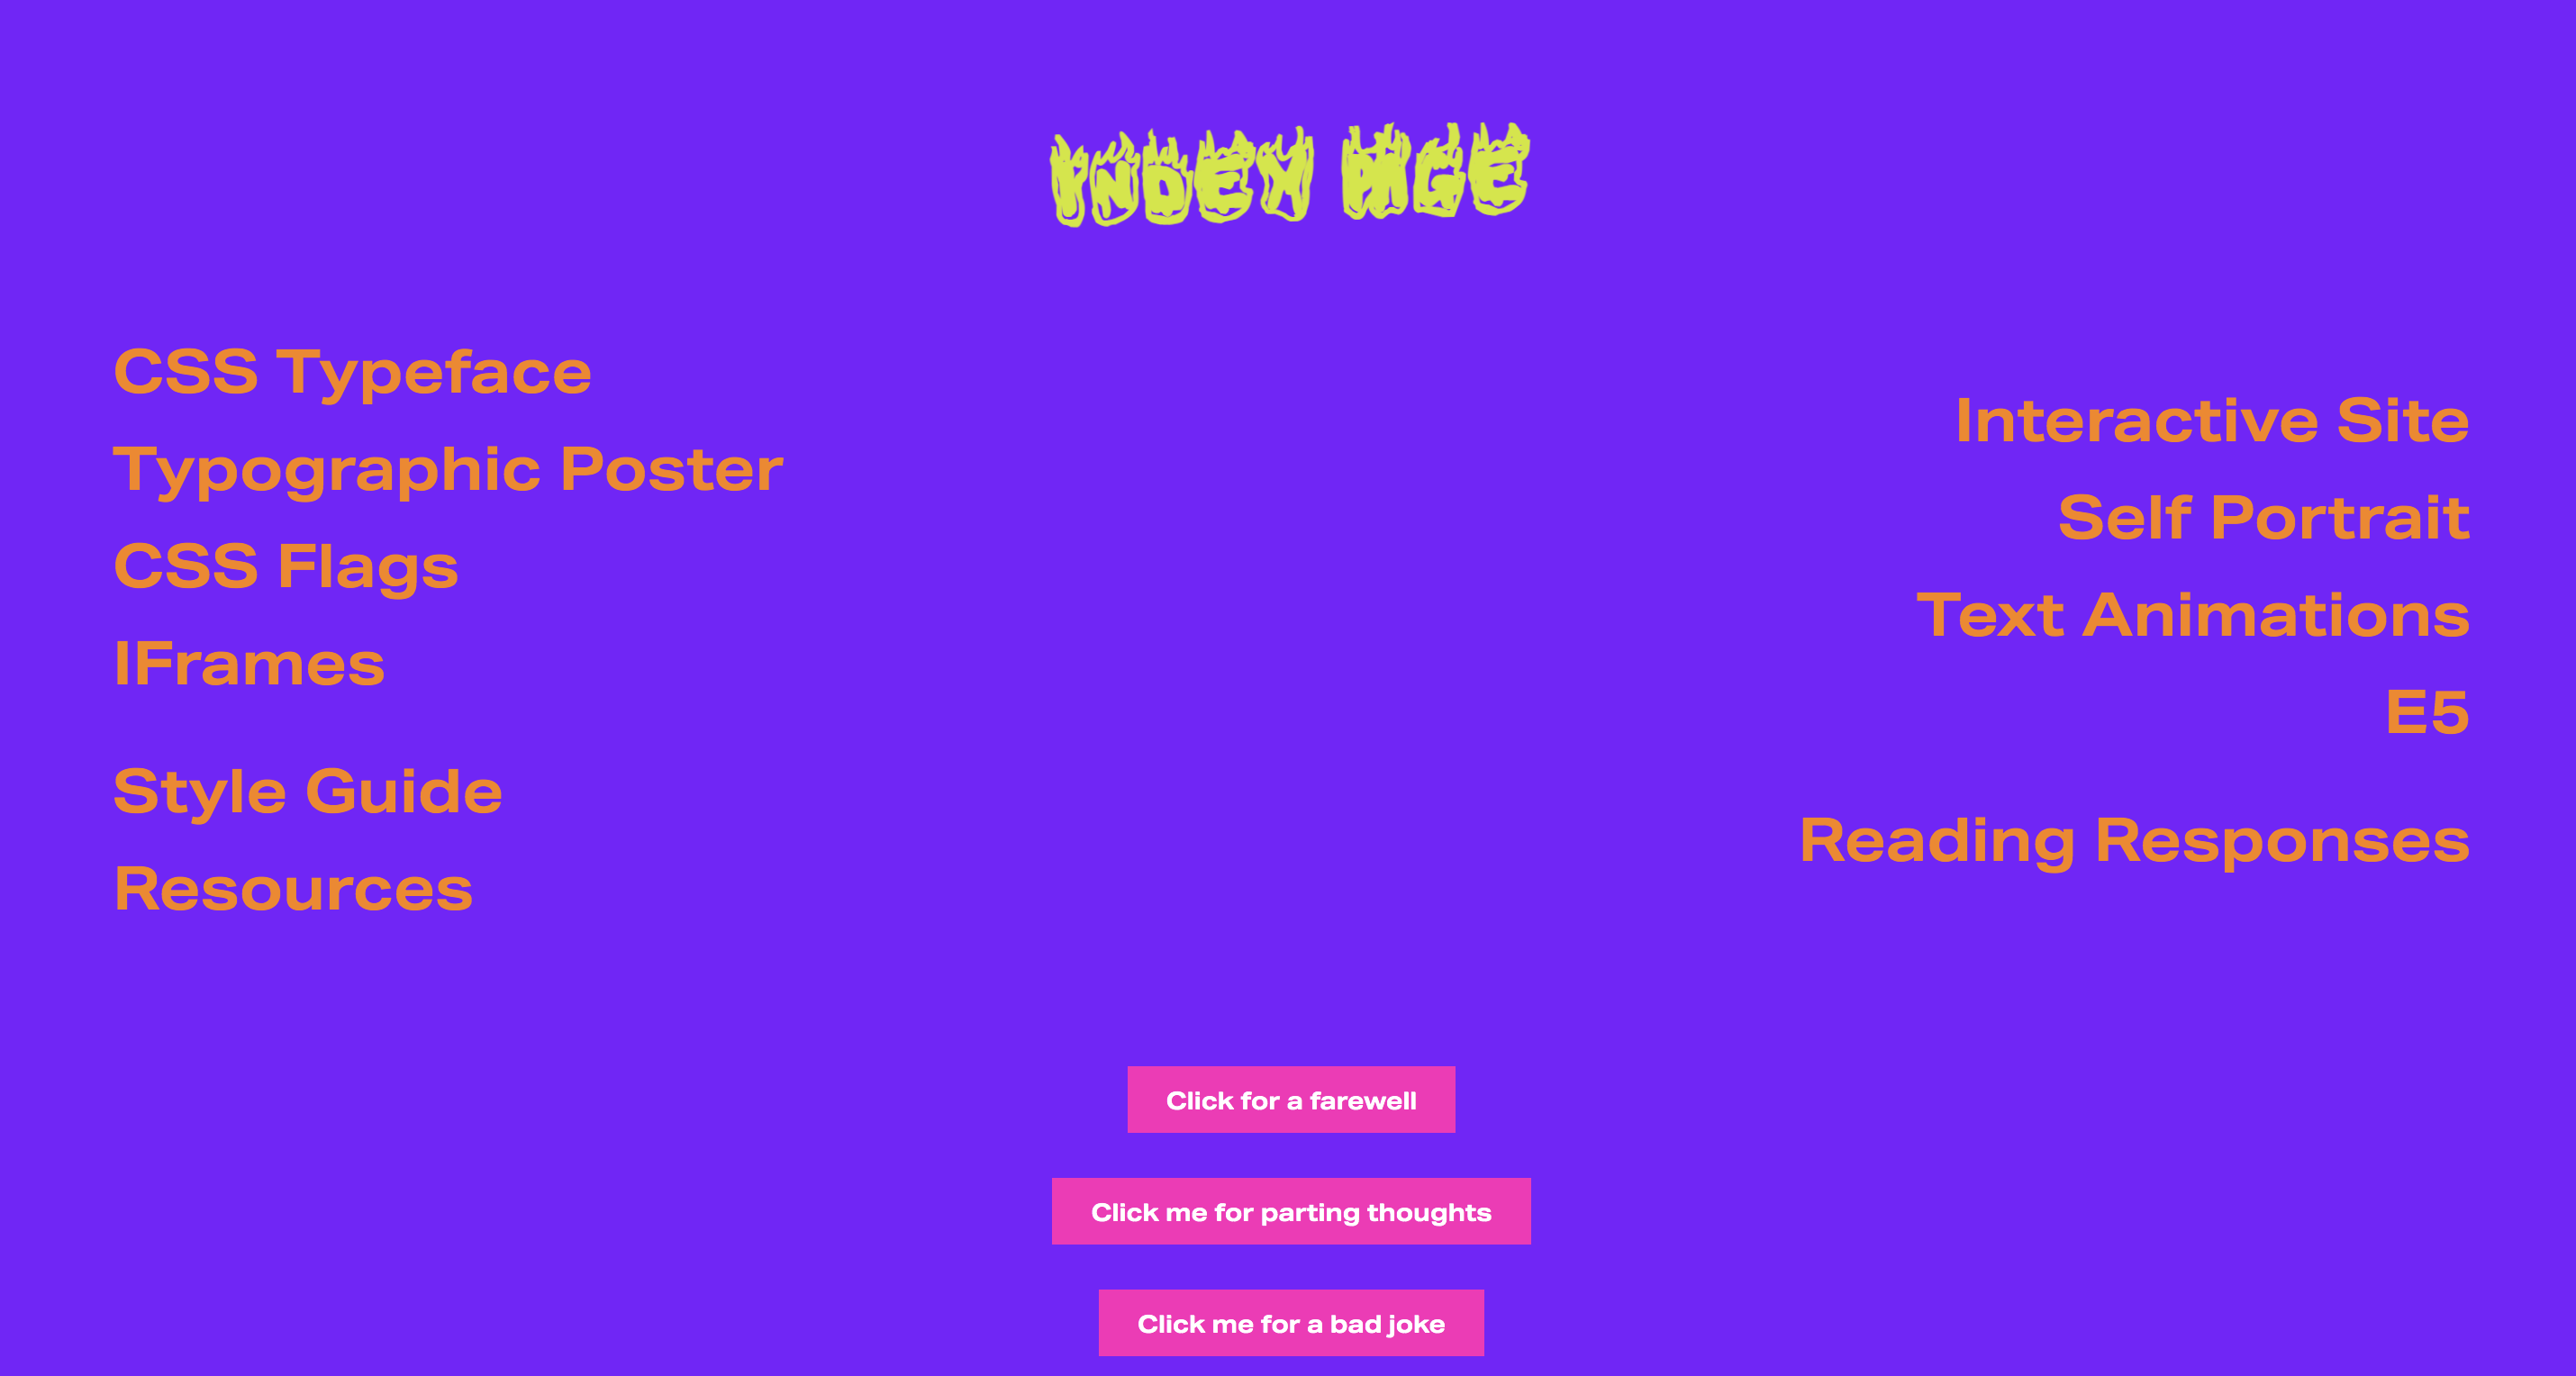 INDEX PAGE
CSS Typeface
Typographic Poster
CSS Flags
IFrames
Style Guide
Resources
Interactive Site
Self Portrait
Text Animations
E5
Reading Responses
Click for a farewell
Click me for parting thoughts
Click me for a bad joke